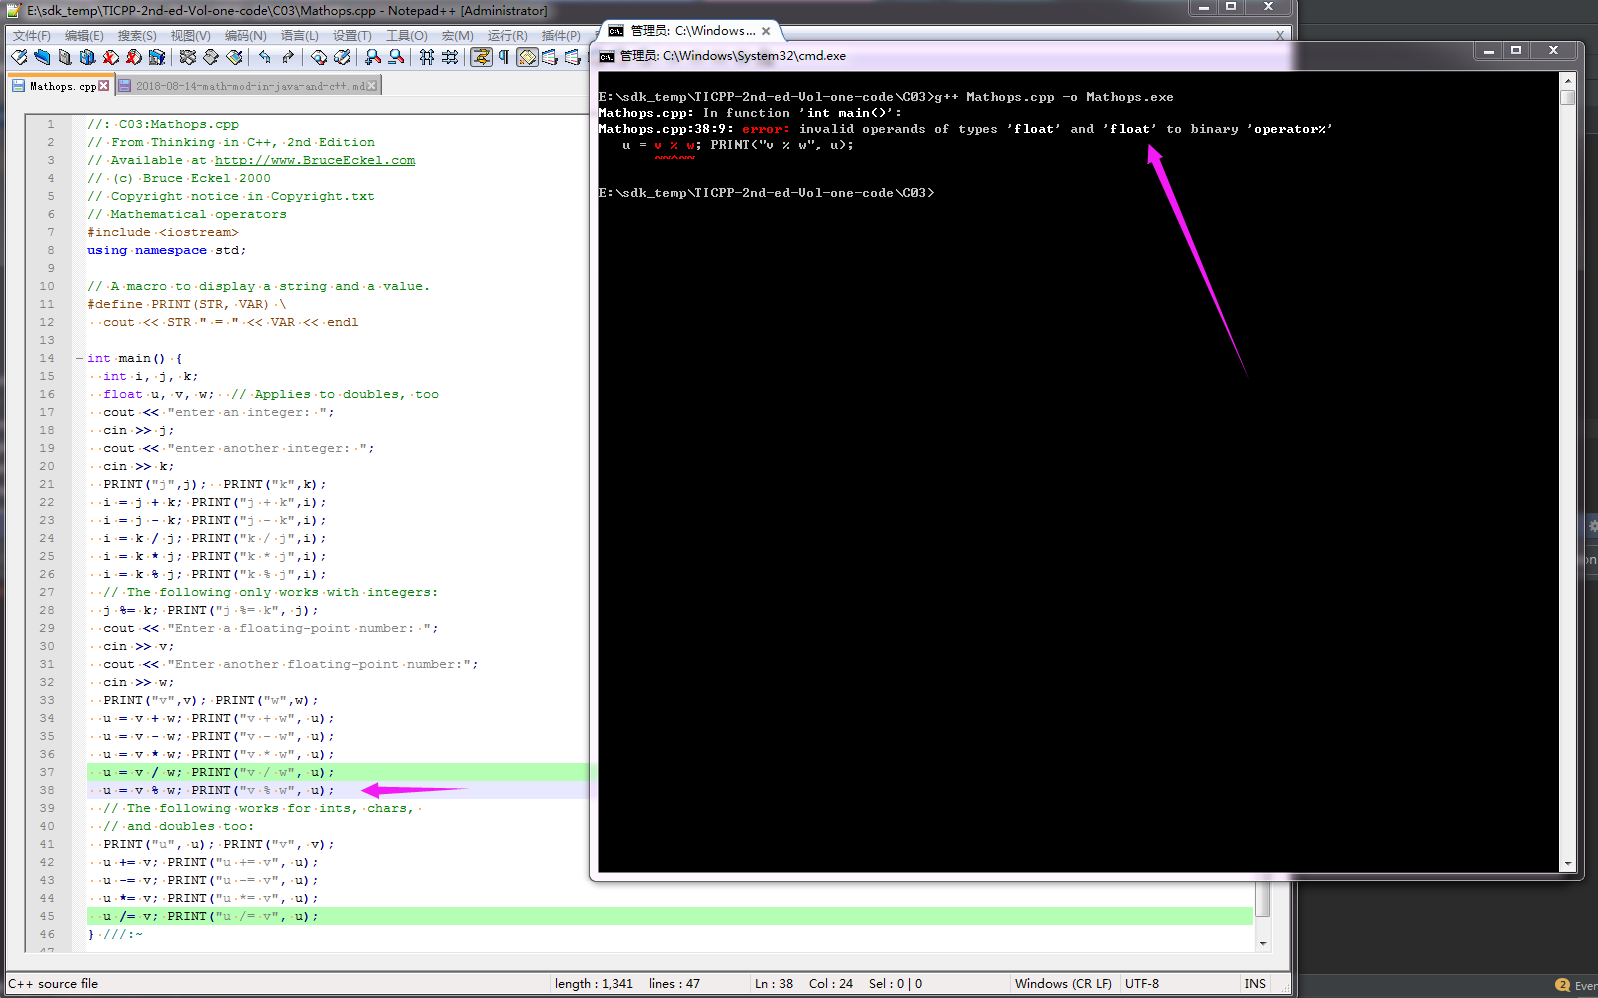 E:\sdk_temp\TICPP-2nd-ed-Vol-one-code\C03\Mathops.cpp - Notepad++ [Administrator]
文件(F) 编辑(E) 搜索(S) 视图(V) 编码(N) 语言(L) 设置(T) 工具(O) 宏(M) 运行(R) 插件(P)
X
Mathops.cpp
2018-08-14-math-mod-in-java-and-c++.md
1 //: C03:Mathops.cpp
2 // From Thinking in C++, 2nd Edition
3 // Available at http://www.BruceEckel.com
4 // (c) Bruce Eckel 2000
5 // Copyright notice in Copyright.txt
6 // Mathematical operators
7 #include <iostream>
8 using namespace std;
9
10 // A macro to display a string and a value.
11 #define PRINT(STR, VAR) \
12   cout << STR " = " << VAR << endl
13
14 int main() {
15   int i, j, k;
16   float u, v, w;  // Applies to doubles, too
17   cout << "enter an integer: ";
18   cin >> j;
19   cout << "enter another integer: ";
20   cin >> k;
21   PRINT("j",j);  PRINT("k",k);
22   i = j + k; PRINT("j + k",i);
23   i = j - k; PRINT("j - k",i);
24   i = k / j; PRINT("k / j",i);
25   i = k * j; PRINT("k * j",i);
26   i = k % j; PRINT("k % j",i);
27   // The following only works with integers:
28   j %= k; PRINT("j %= k", j);
29   cout << "Enter a floating-point number: ";
30   cin >> v;
31   cout << "Enter another floating-point number:";
32   cin >> w;
33   PRINT("v",v); PRINT("w",w);
34   u = v + w; PRINT("v + w", u);
35   u = v - w; PRINT("v - w", u);
36   u = v * w; PRINT("v * w", u);
37   u = v / w; PRINT("v / w", u);
38   u = v % w; PRINT("v % w", u);
39   // The following works for ints, chars,
40   // and doubles too:
41   PRINT("u", u); PRINT("v", v);
42   u += v; PRINT("u += v", u);
43   u -= v; PRINT("u -= v", u);
44   u *= v; PRINT("u *= v", u);
45   u /= v; PRINT("u /= v", u);
46 } ///:~
47
C++ source file length : 1,341 lines : 47 Ln : 38 Col : 24 Sel : 0 | 0 Windows (CR LF) UTF-8 INS
管理员: C:\Windows...
管理员: C:\Windows\System32\cmd.exe
E:\sdk_temp\TICPP-2nd-ed-Vol-one-code\C03>g++ Mathops.cpp -o Mathops.exe
Mathops.cpp: In function 'int main()':
Mathops.cpp:38:9: error: invalid operands of types 'float' and 'float' to binary 'operator%'
   u = v % w; PRINT("v % w", u);
       ~~^~~
E:\sdk_temp\TICPP-2nd-ed-Vol-one-code\C03>
on
2 Ever